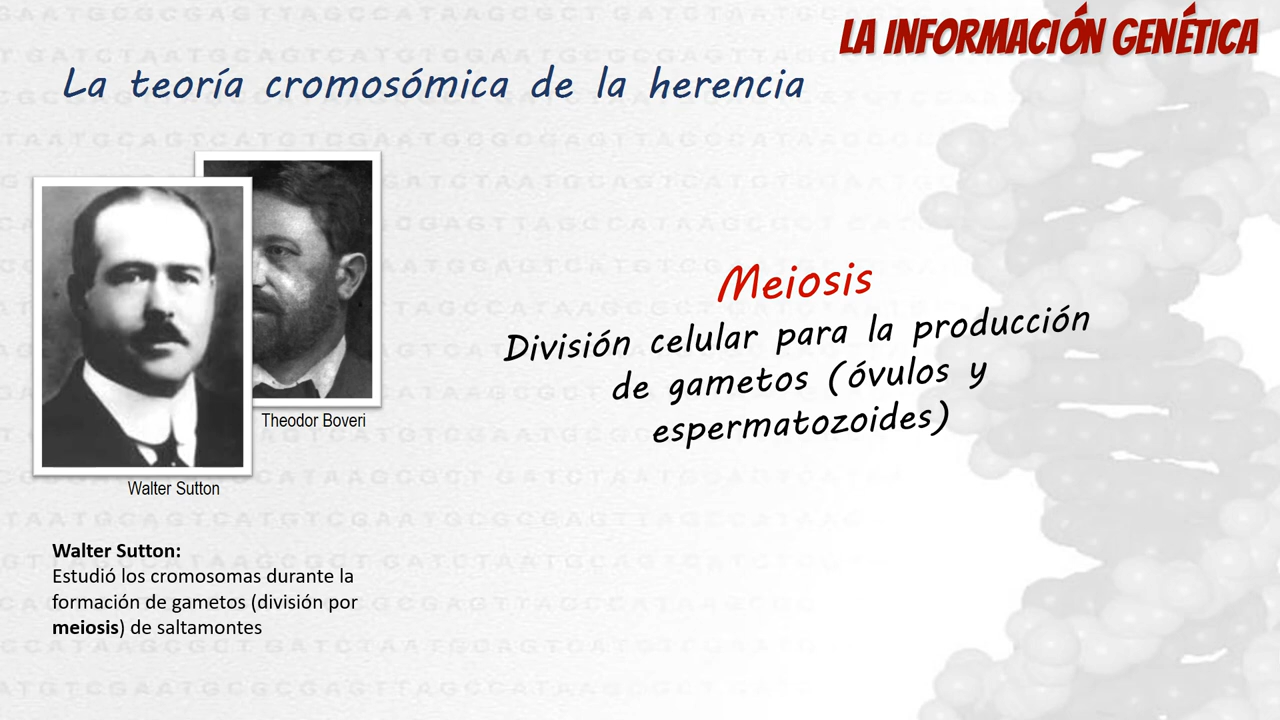 LA INFORMACIÓN GENÉTICA
La teoría cromosómica de la herencia
Theodor Boveri
Walter Sutton
Meiosis
División celular para la producción
de gametos (óvulos y
espermatozoides)
Walter Sutton:
Estudió los cromosomas durante la
formación de gametos (división por
meiosis) de saltamontes